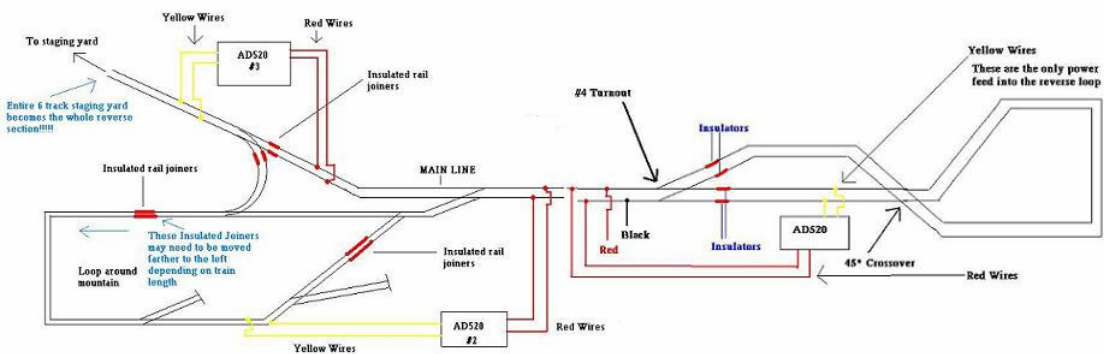 Yellow Wires
Red Wires
To staging yard
AD520
#3
Insulated rail
joiners
Entire 6 track staging yard
becomes the whole reverse
section!!!!!
Insulated rail joiners
MAIN LINE
These Insulated Joiners
may need to be moved
farther to the left
depending on train
length
Loop around
mountain
Insulated rail
joiners
AD520
#2
Yellow Wires
Red Wires
#4 Turnout
Insulators
Yellow Wires
These are the only power
feed into the reverse loop
Red
Black
Insulators
AD520
45* Crossover
Red Wires